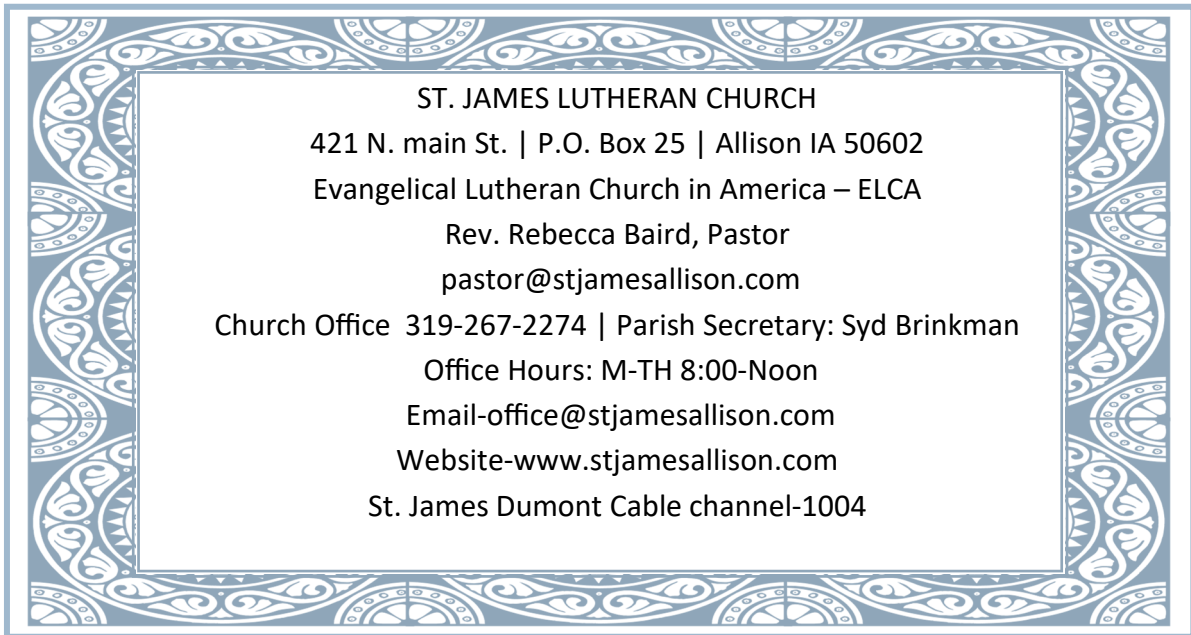 ST. JAMES LUTHERAN CHURCH
421 N. main St. | P.O. Box 25 | Allison IA 50602
Evangelical Lutheran Church in America – ELCA
Rev. Rebecca Baird, Pastor
pastor@stjamesallison.com
Church Office  319-267-2274 | Parish Secretary: Syd Brinkman
Office Hours: M-TH 8:00-Noon
Email-office@stjamesallison.com
Website-www.stjamesallison.com
St. James Dumont Cable channel-1004